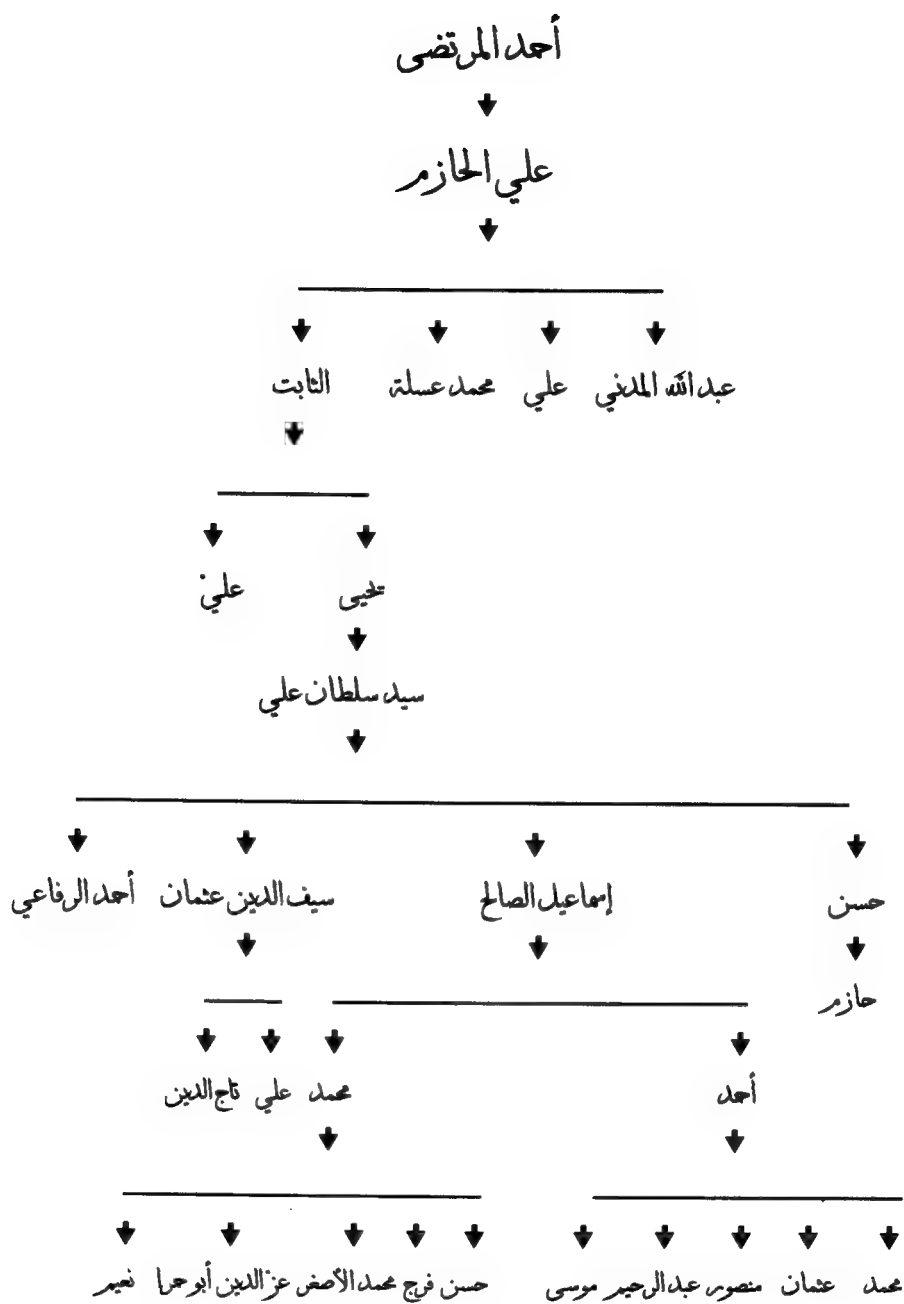 أحمد المرتضى
علي الحازم
عبد الله المدني علي محمد عسلة الثابت
يحيى علي
سيد سلطان علي
حسن إسماعيل الصالح سيف الدين عثمان أحمد الرفاعي
حازم
أحمد محمد علي تاج الدين
محمد عثمان منصور عبد الرحيم موسى حسن فرج محمد الأصغر عز الدين أبو حمرا نعيم